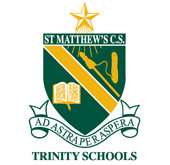 ST MATTHEW'S C.S.
AD ASTRA PER ASPERA
TRINITY SCHOOLS